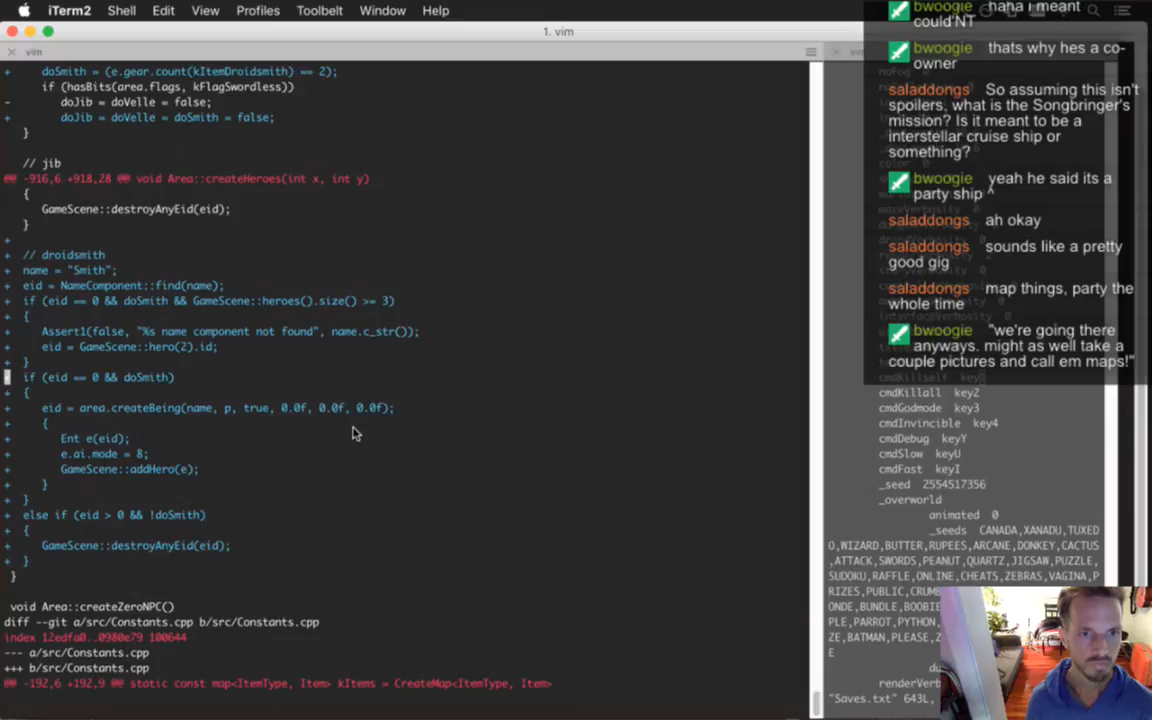 iTerm2 Shell Edit View Profiles Toolbelt Window Help
1. vim
vim
+ doSmith = (e.gear.count(kItemDroidsmith) == 2);
if (hasBits(area.flags, kFlagSwordless))
- doJib = doVelle = false;
+ doJib = doVelle = doSmith = false;
}
// jib
@@ -916,6 +918,28 @@ void Area::createHeroes(int x, int y)
{
GameScene::destroyAnyEid(eid);
}
+
+ // droidsmith
+ name = "Smith";
+ eid = NameComponent::find(name);
+ if (eid == 0 && doSmith && GameScene::heroes().size() >= 3)
+ {
+ Assert1(false, "%s name component not found", name.c_str());
+ eid = GameScene::hero(2).id;
+ }
+ if (eid == 0 && doSmith)
+ {
+ eid = area.createBeing(name, p, true, 0.0f, 0.0f, 0.0f);
+ {
+ Ent e(eid);
+ e.ai.mode = 8;
+ GameScene::addHero(e);
+ }
+ }
+ else if (eid > 0 && !doSmith)
+ {
+ GameScene::destroyAnyEid(eid);
+ }
}
void Area::createZeroNPC()
diff --git a/src/Constants.cpp b/src/Constants.cpp
index 12edfa0..0980e79 100644
--- a/src/Constants.cpp
+++ b/src/Constants.cpp
@@ -192,6 +192,9 @@ static const map<ItemType, Item> kItems = CreateMap<ItemType, Item>
bwoogie haha i meant
could'NT
bwoogie thats why hes a co-
owner
saladdongs So assuming this isn't
spoilers, what is the Songbringer's
mission? Is it meant to be a
interstellar cruise ship or
something?
bwoogie yeah he said its a
party ship ^
saladdongs ah okay
saladdongs sounds like a pretty
good gig
saladdongs map things, party the
whole time
bwoogie "we're going there
anyways. might as well take a
couple pictures and call em maps!"
cmdKillself key
cmdKillall key2
cmdGodmode key3
cmdInvincible key4
cmdDebug keyY
cmdSlow keyU
cmdFast keyI
_seed 2554517356
_overworld
animated 0
_seeds CANADA,XANADU,TUXED
O,WIZARD,BUTTER,RUPEES,ARCANE,DONKEY,CACTUS
,ATTACK,SWORDS,PEANUT,QUARTZ,JIGSAW,PUZZLE,
SUDOKU,RAFFLE,ONLINE,CHEATS,ZEBRAS,VAGINA,P
RIZES,PUBLIC,CRUMB
ONDE,BUNDLE,BOOBIE
PLE,PARROT,PYTHON,
ZE,BATMAN,PLEASE,Z
E
du
renderVerb
"Saves.txt" 643L,